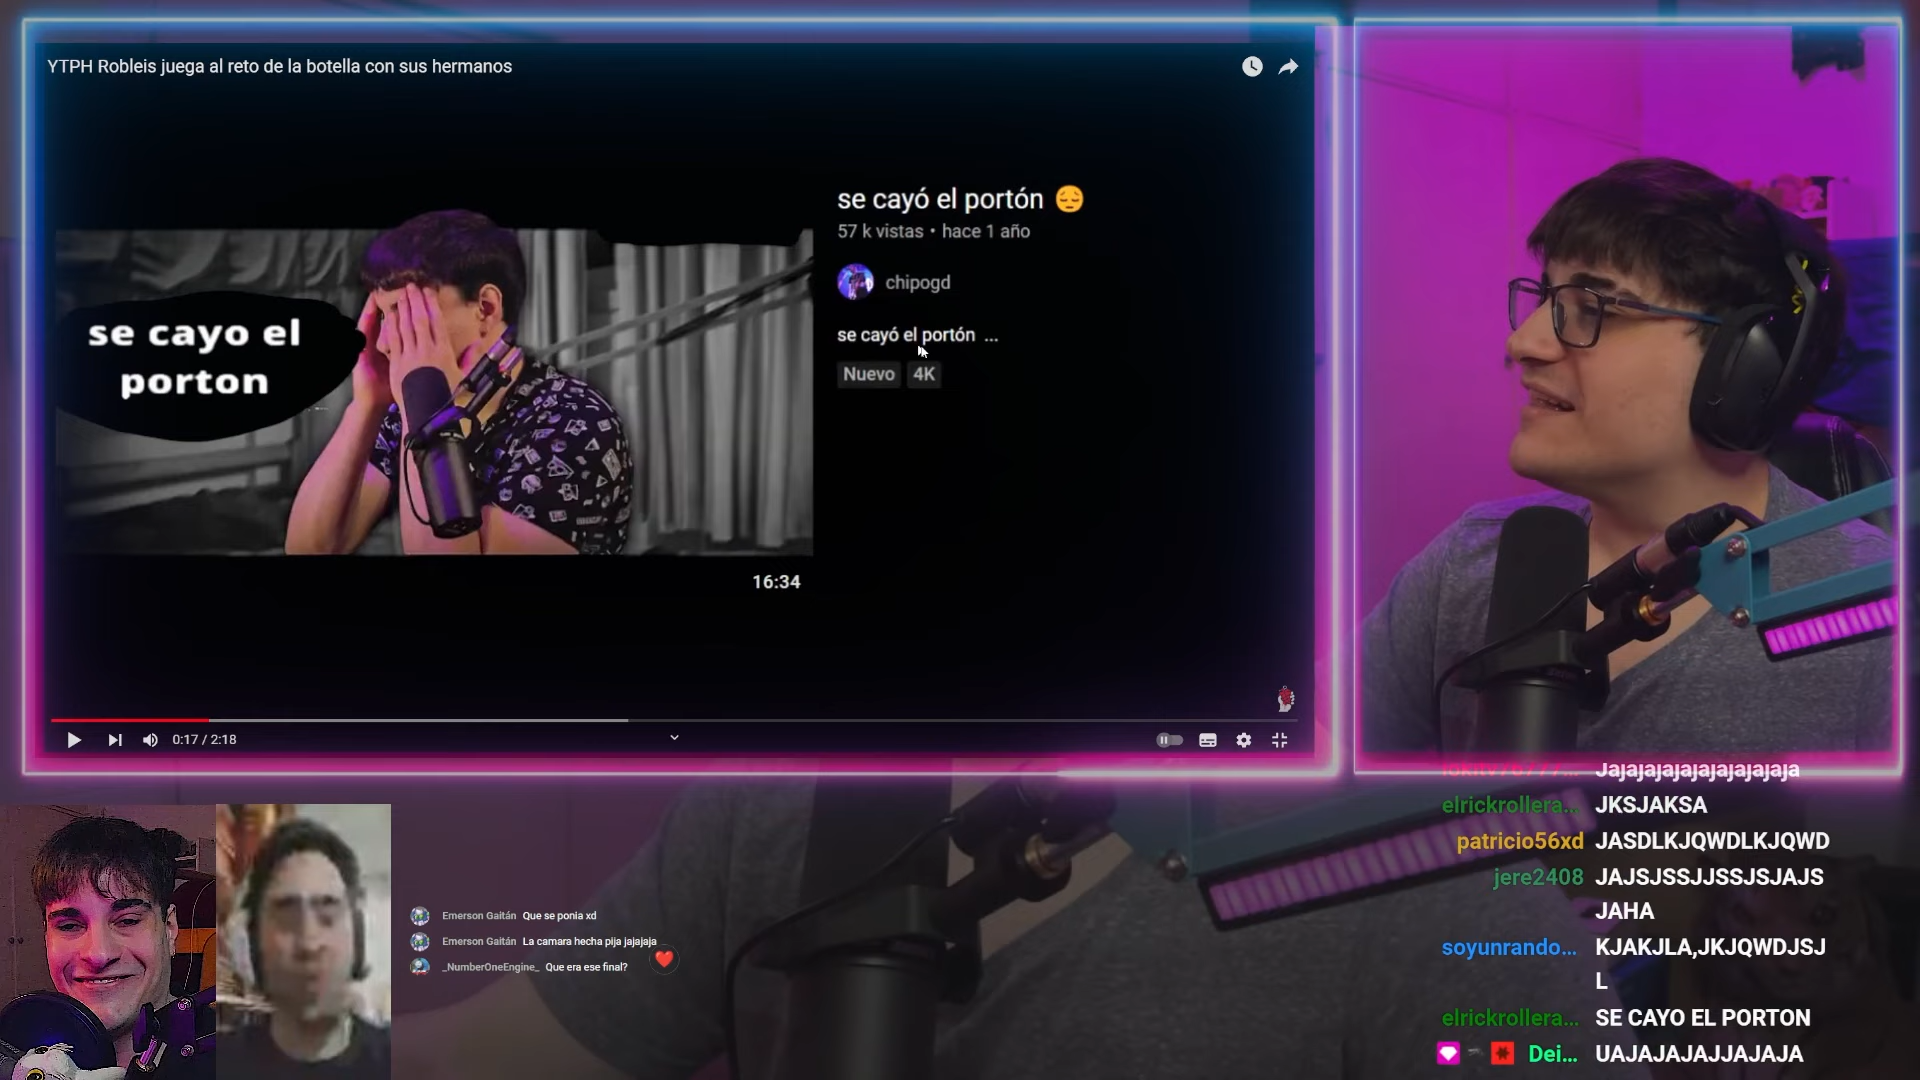 YTPH Robleis juega al reto de la botella con sus hermanos
se cayó el portón 😔
57 k vistas • hace 1 año
chipogd
se cayó el portón ...
Nuevo 4K
se cayo el
porton
16:34
0:17 / 2:18
Emerson Gaitán Que se ponia xd
Emerson Gaitán La camara hecha pija jajajaja
_NumberOneEngine_ Que era ese final?
Jajajajajajajajajaja
elrickrollera... JKSJAKSA
patricio56xd JASDLKJQWDLKJQWD
jere2408 JAJSJSSJJSSJSJAJS
JAHA
soyunrando... KJAKJLA,JKJQWDJSJ
L
elrickrollera... SE CAYO EL PORTON
Dei... UAJAJAJAJJAJAJA